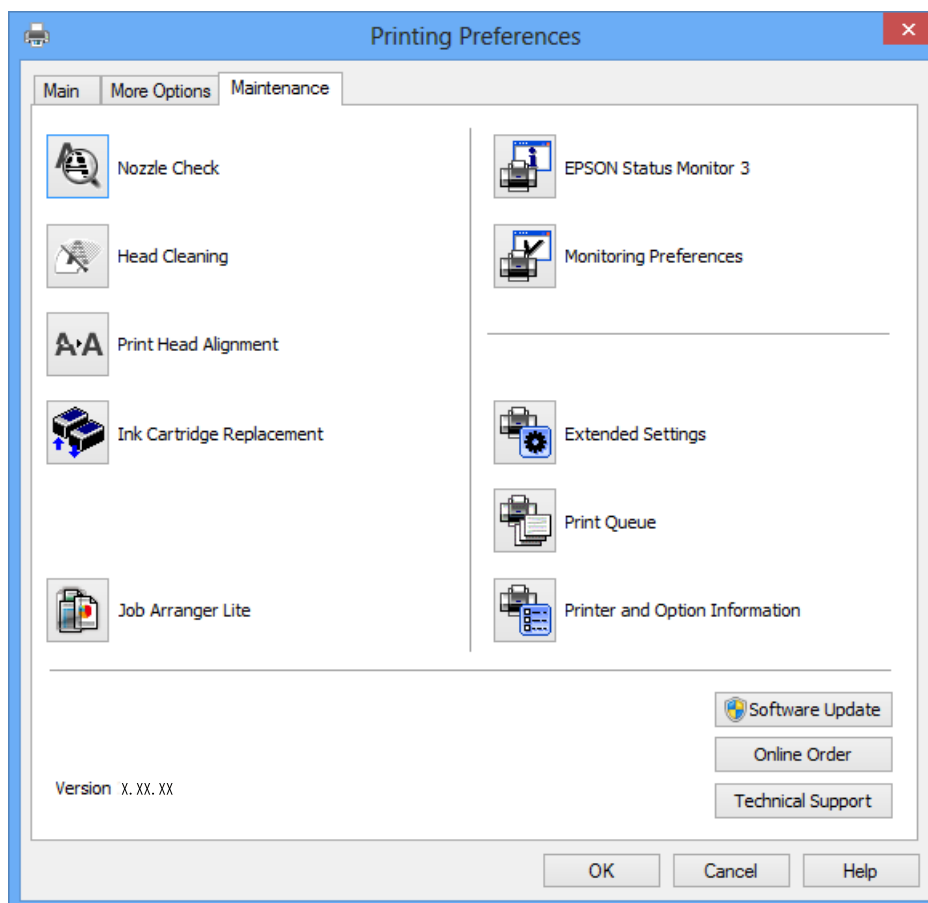 Printing Preferences
Main
More Options
Maintenance
Nozzle Check
Head Cleaning
A·A Print Head Alignment
Ink Cartridge Replacement
Job Arranger Lite
EPSON Status Monitor 3
Monitoring Preferences
Extended Settings
Print Queue
Printer and Option Information
Software Update
Online Order
Technical Support
Version X.XX.XX
OK
Cancel
Help